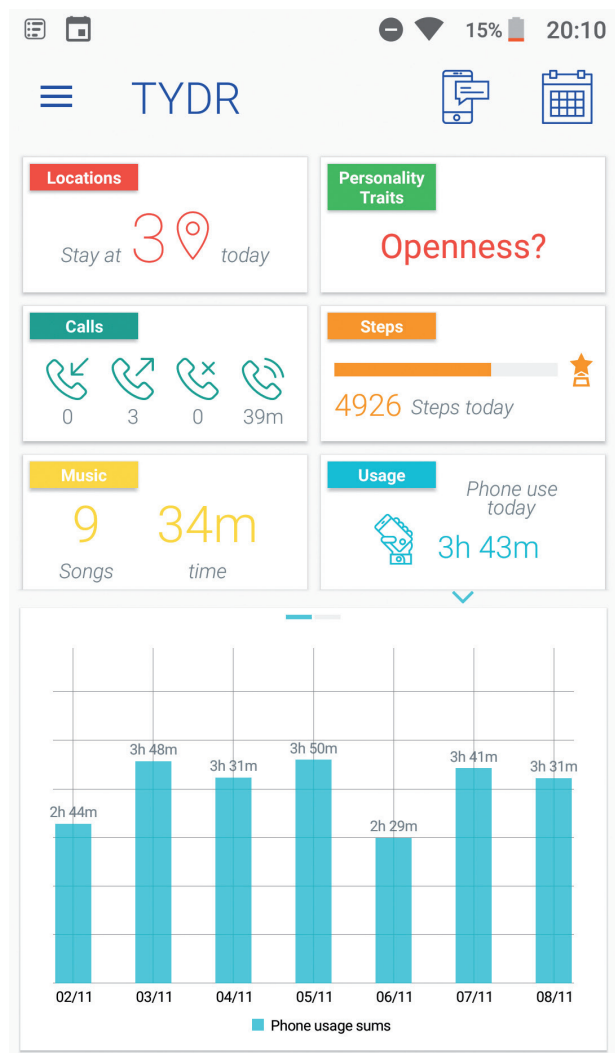 15% 20:10
TYDR
Locations
Stay at 3 today
Personality
Traits
Openness?
Calls
0 3 0 39m
Steps
4926 Steps today
Music
9 34m
Songs time
Usage
Phone use
today
3h 43m
2h 44m 3h 48m 3h 31m 3h 50m 2h 29m 3h 41m 3h 31m
02/11 03/11 04/11 05/11 06/11 07/11 08/11
Phone usage sums